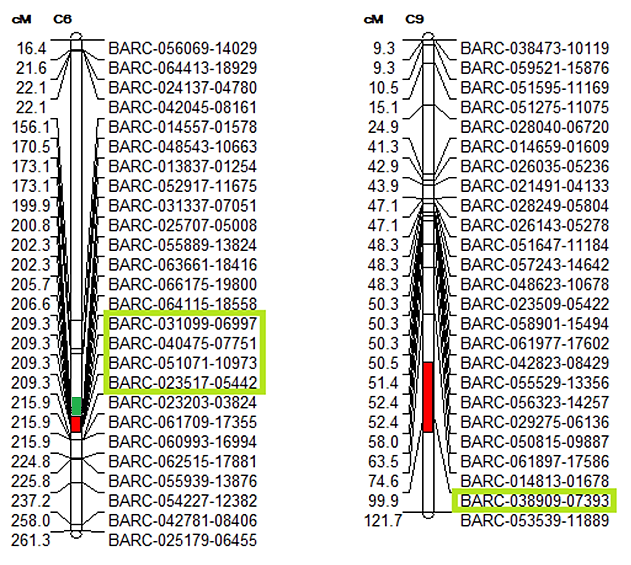 cM C6
16.4 BARC-056069-14029
21.6 BARC-064413-18929
22.1 BARC-024137-04780
22.1 BARC-042045-08161
156.1 BARC-014557-01578
170.5 BARC-048543-10663
173.1 BARC-013837-01254
173.1 BARC-052917-11675
199.9 BARC-031337-07051
200.8 BARC-025707-05008
202.3 BARC-055889-13824
202.3 BARC-063661-18416
205.7 BARC-066175-19800
206.6 BARC-064115-18558
209.3 BARC-031099-06997
209.3 BARC-040475-07751
209.3 BARC-051071-10973
209.3 BARC-023517-05442
215.9 BARC-023203-03824
215.9 BARC-061709-17355
215.9 BARC-060993-16994
224.8 BARC-062515-17881
225.8 BARC-055939-13876
237.2 BARC-054227-12382
258.0 BARC-042781-08406
261.3 BARC-025179-06455
cM C9
9.3 BARC-038473-10119
9.3 BARC-059521-15876
10.5 BARC-051595-11169
15.1 BARC-051275-11075
24.9 BARC-028040-06720
41.3 BARC-014659-01609
42.9 BARC-026035-05236
43.9 BARC-021491-04133
47.1 BARC-028249-05804
47.1 BARC-026143-05278
48.3 BARC-051647-11184
48.3 BARC-057243-14642
48.3 BARC-048623-10678
50.3 BARC-023509-05422
50.3 BARC-058901-15494
50.3 BARC-061977-17602
50.5 BARC-042823-08429
51.4 BARC-055529-13356
52.4 BARC-056323-14257
52.4 BARC-029275-06136
58.0 BARC-050815-09887
63.5 BARC-061897-17586
74.6 BARC-014813-01678
99.9 BARC-038909-07393
121.7 BARC-053539-11889